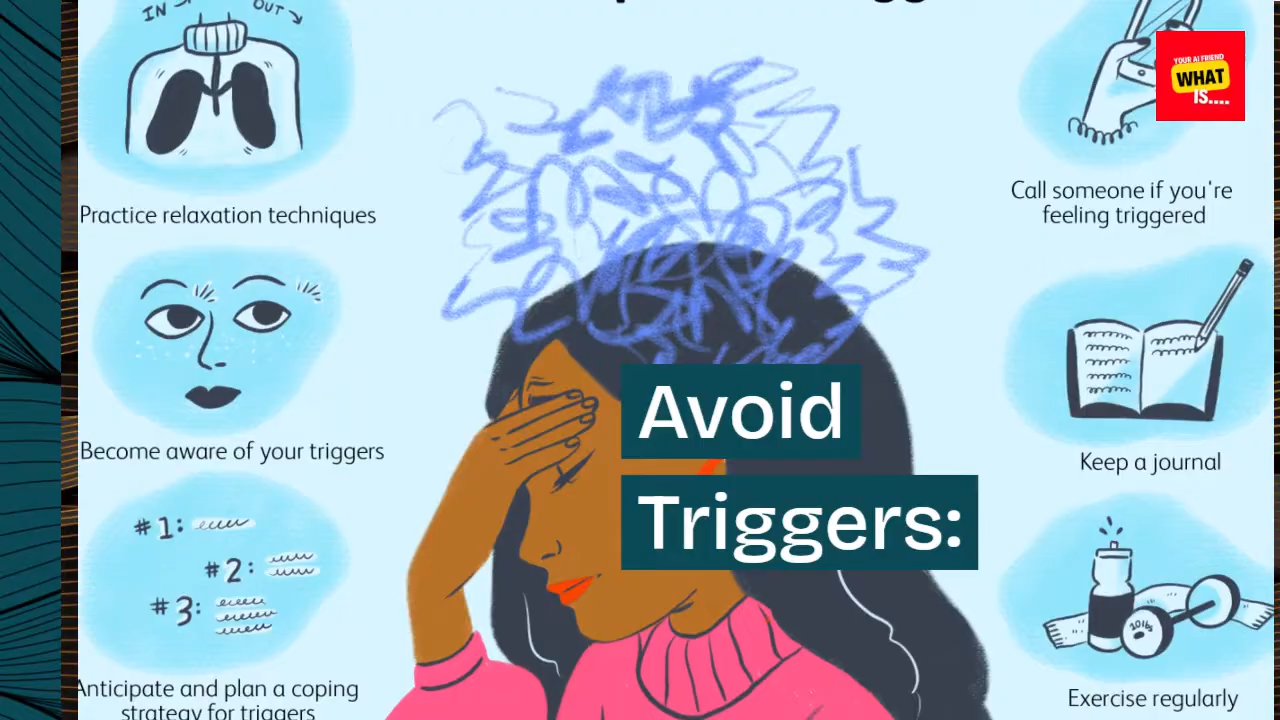 IN
OUT
YOUR AI FRIEND
WHAT
IS....
Practice relaxation techniques
Call someone if you're
feeling triggered
Avoid
Triggers:
Become aware of your triggers
Keep a journal
#1:
#2:
#3:
20lbs
Anticipate and plan a coping
strategy for triggers
Exercise regularly